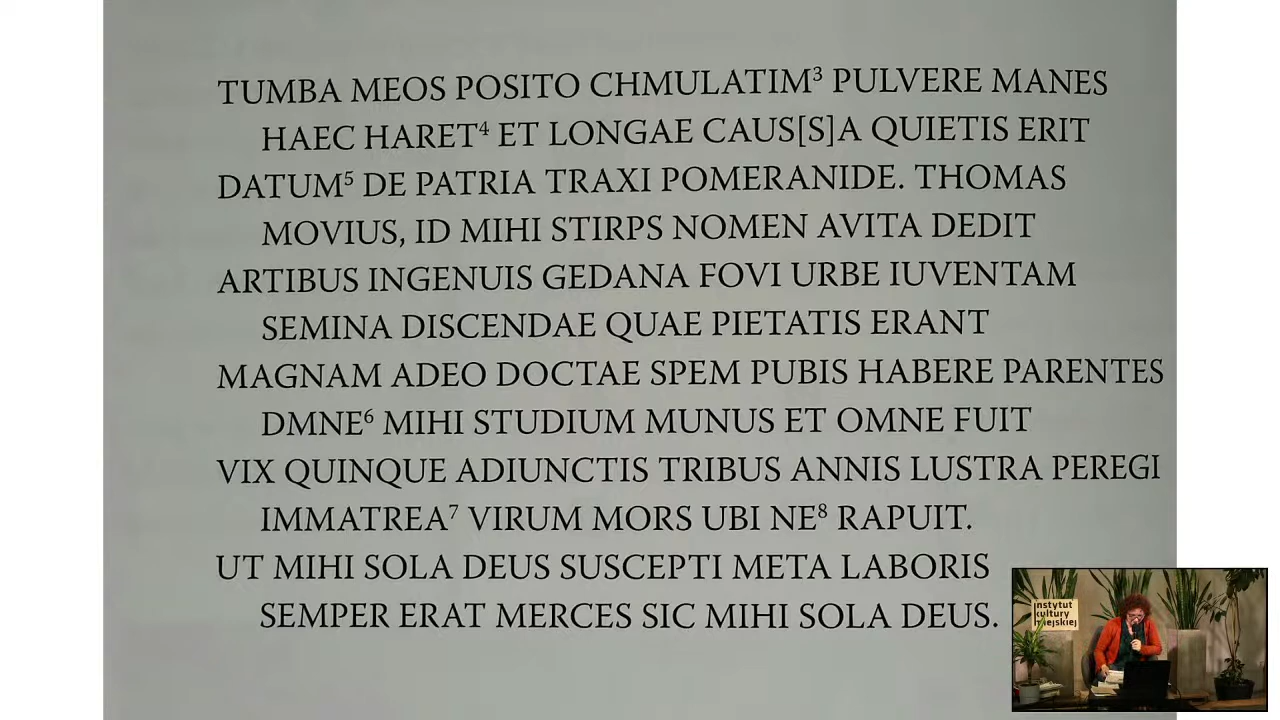 TUMBA MEOS POSITO CHMULATIM³ PULVERE MANES
HAEC HARET⁴ ET LONGAE CAUS[S]A QUIETIS ERIT
DATUM⁵ DE PATRIA TRAXI POMERANIDE. THOMAS
MOVIUS, ID MIHI STIRPS NOMEN AVITA DEDIT
ARTIBUS INGENUIS GEDANA FOVI URBE IUVENTAM
SEMINA DISCENDAE QUAE PIETATIS ERANT
MAGNAM ADEO DOCTAE SPEM PUBIS HABERE PARENTES
DMNE⁶ MIHI STUDIUM MUNUS ET OMNE FUIT
VIX QUINQUE ADIUNCTIS TRIBUS ANNIS LUSTRA PEREGI
IMMATREA⁷ VIRUM MORS UBI NE⁸ RAPUIT.
UT MIHI SOLA DEUS SUSCEPTI META LABORIS
SEMPER ERAT MERCES SIC MIHI SOLA DEUS.
instytut
kultury
miejskiej